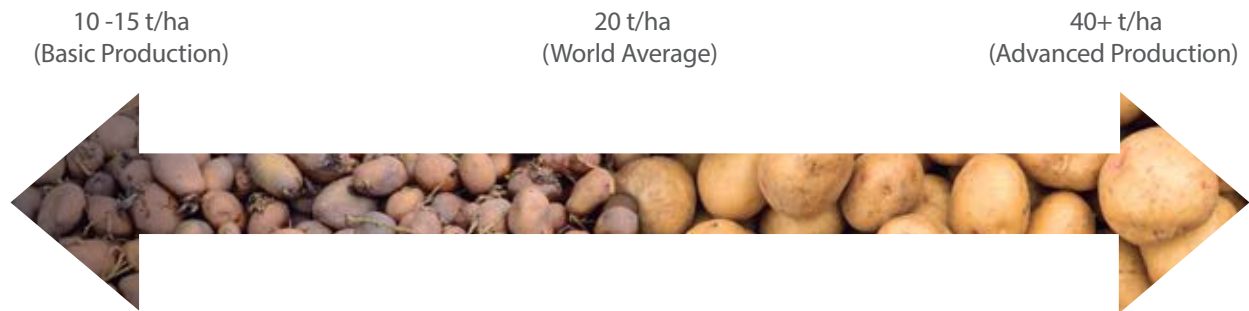 10 -15 t/ha
(Basic Production)
20 t/ha
(World Average)
40+ t/ha
(Advanced Production)